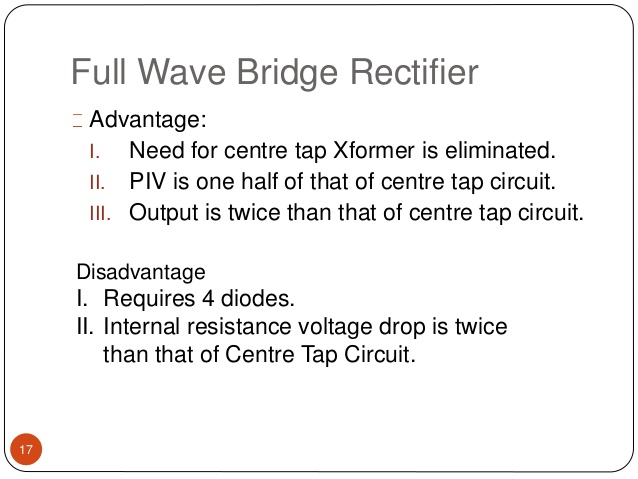 Full Wave Bridge Rectifier
Advantage:
I. Need for centre tap Xformer is eliminated.
II. PIV is one half of that of centre tap circuit.
III. Output is twice than that of centre tap circuit.
Disadvantage
I. Requires 4 diodes.
II. Internal resistance voltage drop is twice
than that of Centre Tap Circuit.
17